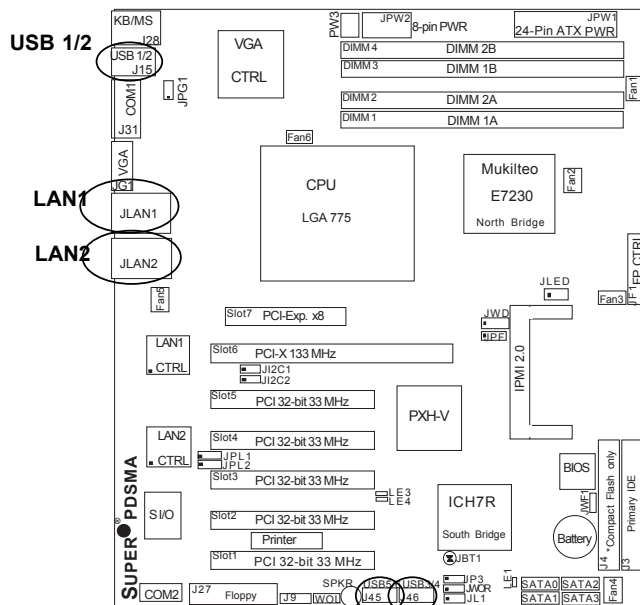 KB/MS
J28
USB 1/2
USB 1/2
J15
JPG1
COM1
J31
VGA
JG1
LAN1
JLAN1
LAN2
JLAN2
Fan5
VGA
CTRL
PW3
JPW2
8-pin PWR
JPW1
24-Pin ATX PWR
DIMM 4
DIMM 2B
DIMM 3
DIMM 1B
DIMM 2
DIMM 2A
DIMM 1
DIMM 1A
Fan1
Fan6
CPU
LGA 775
Mukilteo
E7230
North Bridge
Fan2
FP CTRL
JF1
Fan3
JLED
JWD
JPF
IPMI 2.0
Slot7
PCI-Exp. x8
LAN1
CTRL
Slot6
PCI-X 133 MHz
JI2C1
JI2C2
Slot5
PCI 32-bit 33 MHz
PXH-V
LAN2
CTRL
Slot4
PCI 32-bit 33 MHz
JPL1
JPL2
Slot3
PCI 32-bit 33 MHz
LE3
LE4
S I/O
Slot2
PCI 32-bit 33 MHz
Printer
Slot1
PCI 32-bit 33 MHz
ICH7R
South Bridge
JBT1
BIOS
JWF1
Battery
*Compact Flash only
J4
Primary IDE
J3
SUPER ® PDSMA
COM2
J27
Floppy
J9
WOL
SPKR
USB5
J45
USB3/4
J46
JP3
JWOR
JL1
LE1
SATA0
SATA2
SATA1
SATA3
Fan4